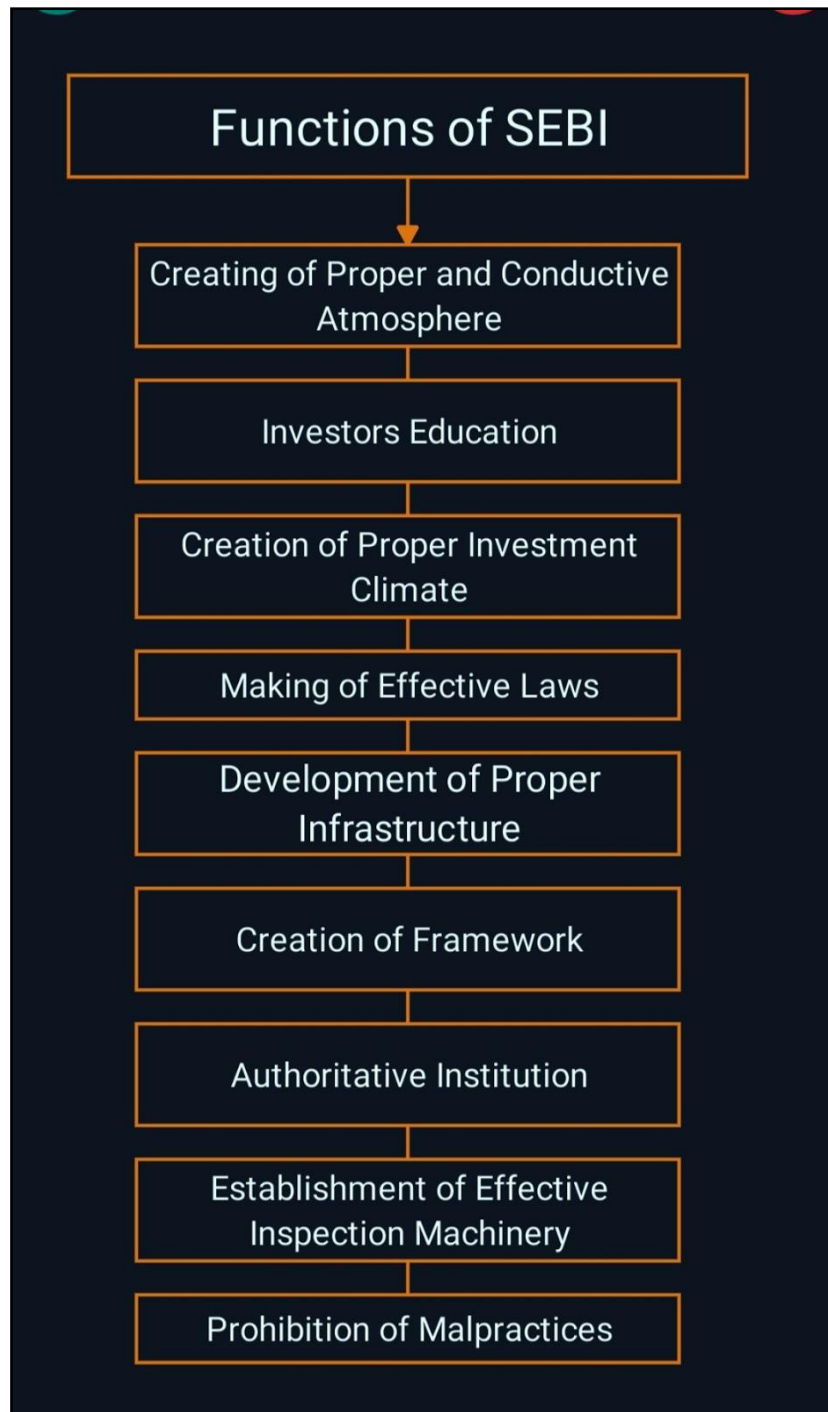 Functions of SEBI
Creating of Proper and Conductive
Atmosphere
Investors Education
Creation of Proper Investment
Climate
Making of Effective Laws
Development of Proper
Infrastructure
Creation of Framework
Authoritative Institution
Establishment of Effective
Inspection Machinery
Prohibition of Malpractices